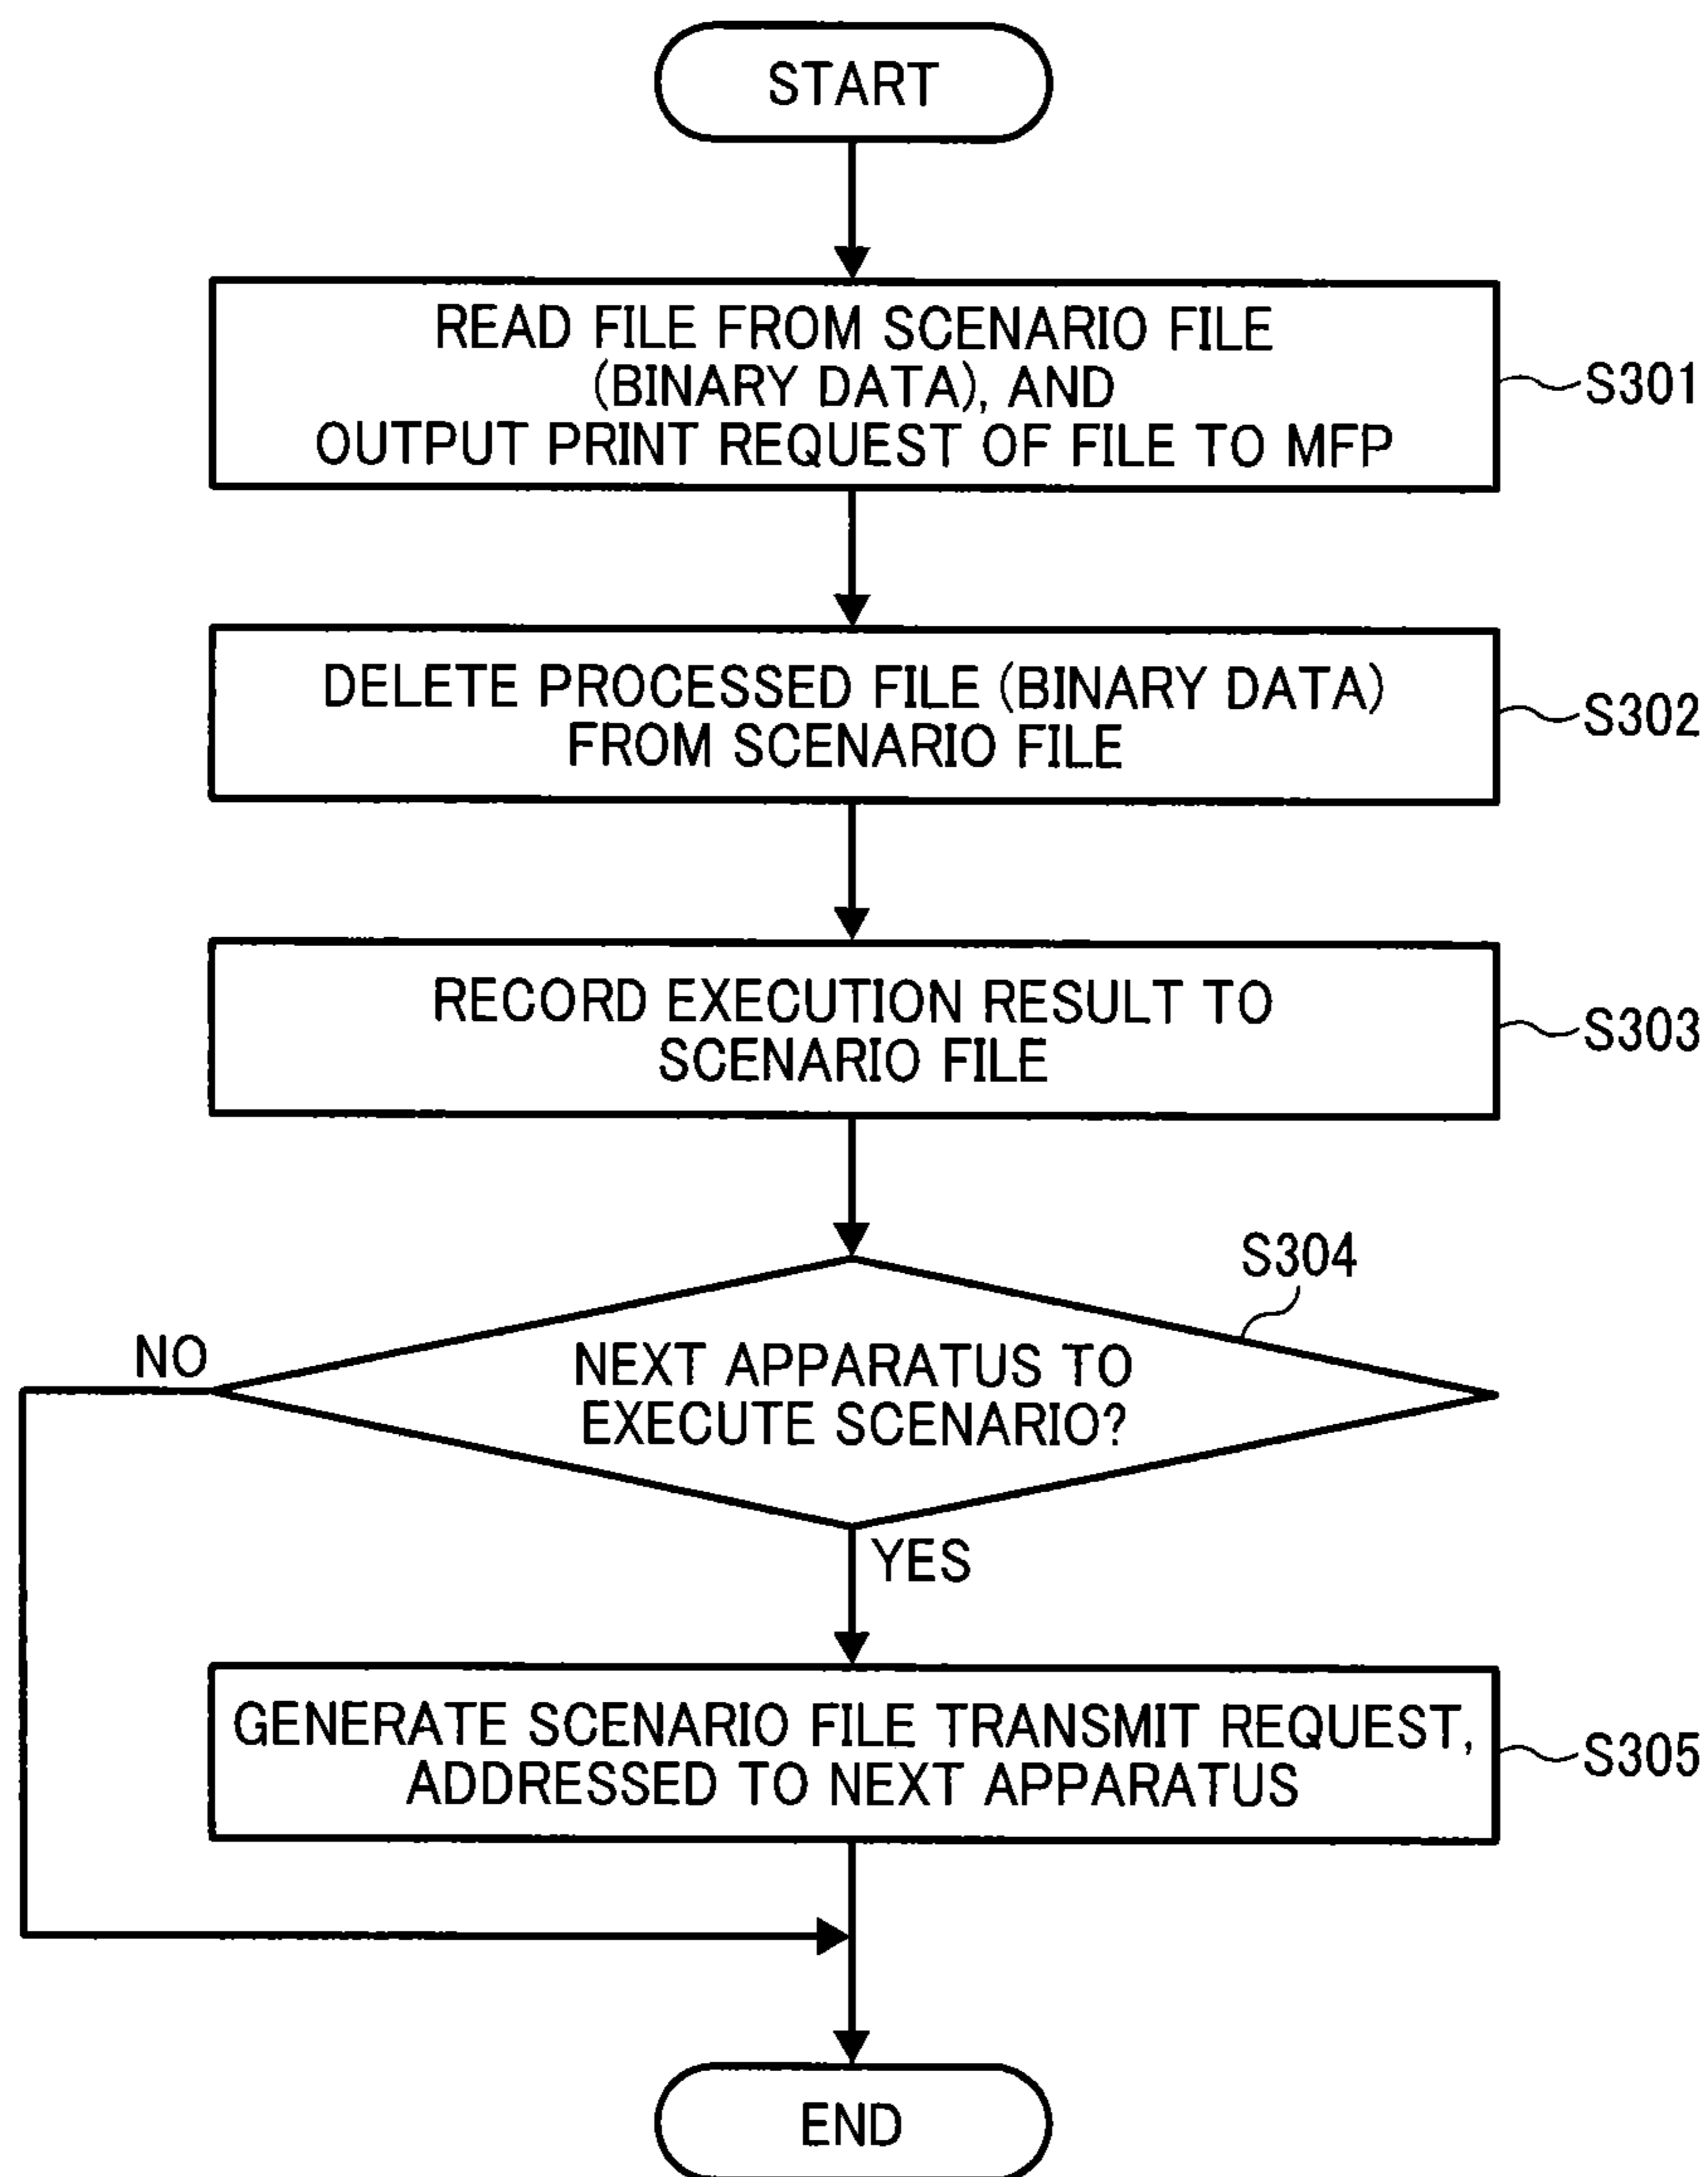 START
READ FILE FROM SCENARIO FILE
(BINARY DATA), AND
OUTPUT PRINT REQUEST OF FILE TO MFP
S301
DELETE PROCESSED FILE (BINARY DATA)
FROM SCENARIO FILE
S302
RECORD EXECUTION RESULT TO
SCENARIO FILE
S303
S304
NO
NEXT APPARATUS TO
EXECUTE SCENARIO?
YES
GENERATE SCENARIO FILE TRANSMIT REQUEST,
ADDRESSED TO NEXT APPARATUS
S305
END